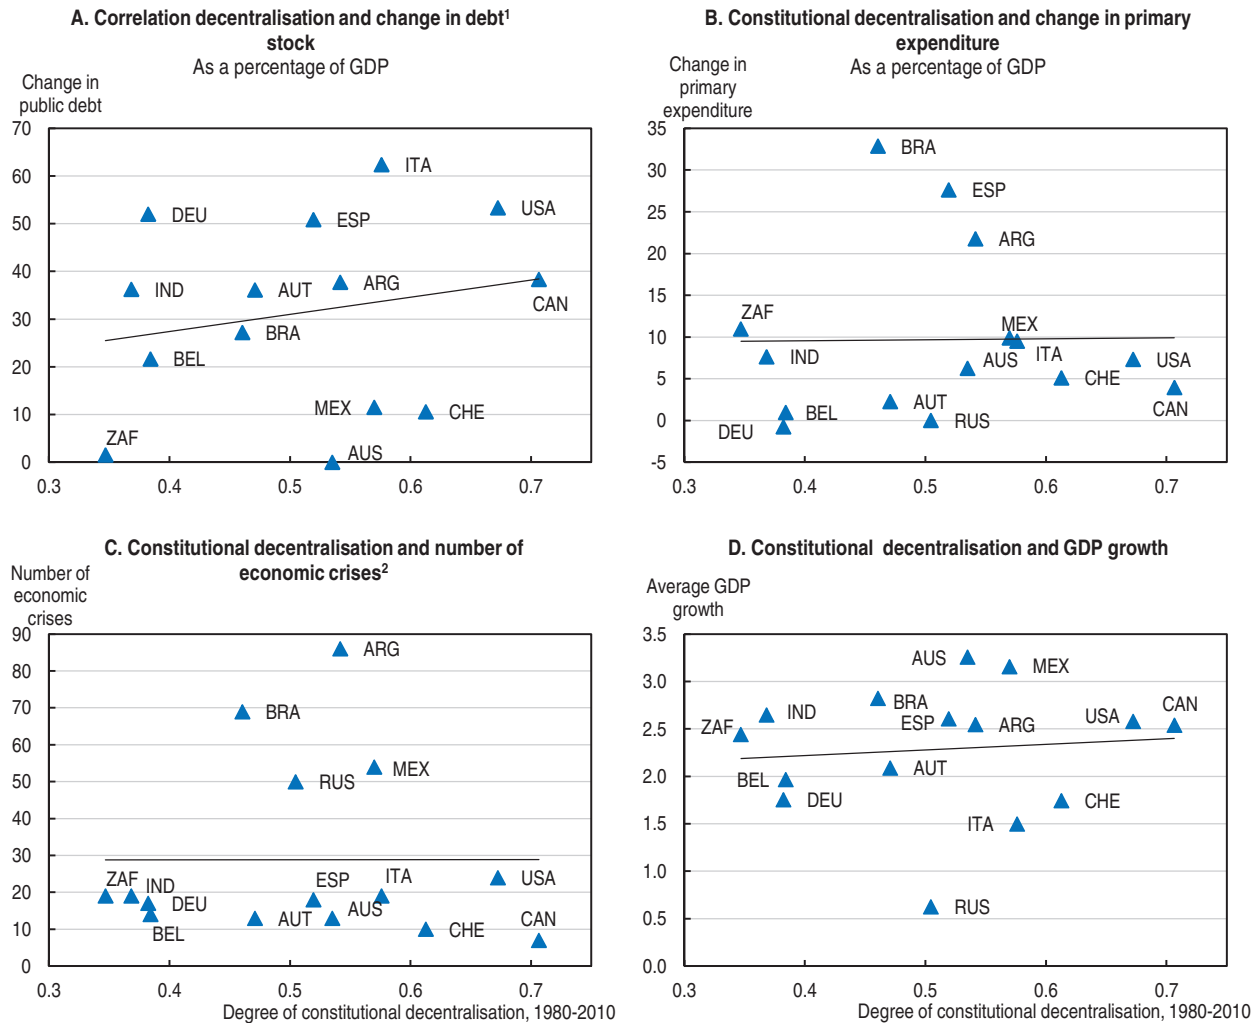 A. Correlation decentralisation and change in debt¹
stock
As a percentage of GDP
Change in
public debt
70
60
50
40
30
20
10
0
0.3
0.4
0.5
0.6
0.7
ITA
DEU
ESP
USA
IND
AUT
ARG
CAN
BRA
BEL
MEX
CHE
ZAF
AUS
B. Constitutional decentralisation and change in primary
expenditure
As a percentage of GDP
Change in
primary
expenditure
35
30
25
20
15
10
5
0
-5
0.3
0.4
0.5
0.6
0.7
BRA
ESP
ARG
ZAF
MEX
IND
AUS
ITA
USA
CHE
CAN
BEL
AUT
DEU
RUS
C. Constitutional decentralisation and number of
economic crises²
Number of
economic
crises
90
80
70
60
50
40
30
20
10
0
0.3
0.4
0.5
0.6
0.7
ARG
BRA
RUS
MEX
ZAF
IND
DEU
BEL
ESP
ITA
USA
AUT
AUS
CHE
CAN
Degree of constitutional decentralisation, 1980-2010
D. Constitutional decentralisation and GDP growth
Average GDP
growth
3.5
3.0
2.5
2.0
1.5
1.0
0.5
0.0
0.3
0.4
0.5
0.6
0.7
AUS
MEX
BRA
IND
ESP
ZAF
ARG
USA
CAN
BEL
AUT
DEU
CHE
ITA
RUS
Degree of constitutional decentralisation, 1980-2010